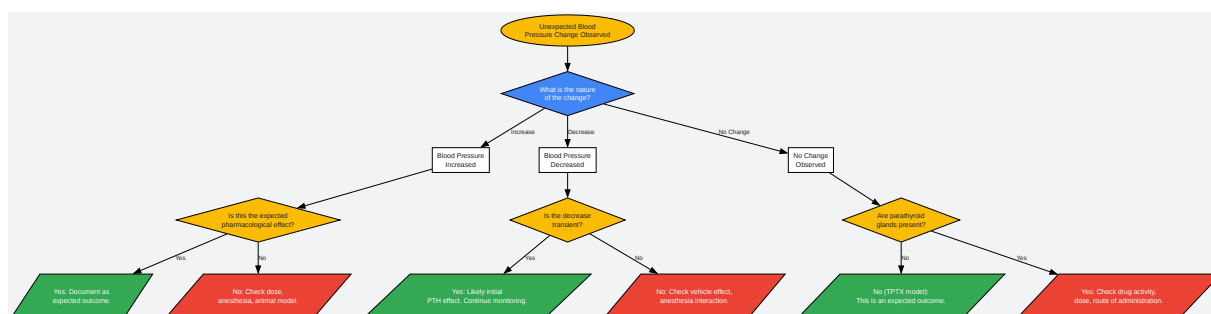 Unexpected Blood
Pressure Change Observed
What is the nature
of the change?
Increase
Decrease
No Change
Blood Pressure
Increased
Blood Pressure
Decreased
No Change
Observed
Is this the expected
pharmacological effect?
Is the decrease
transient?
Are parathyroid
glands present?
Yes
No
Yes
No
No
Yes
Yes: Document as
expected outcome.
No: Check dose,
anesthesia, animal model.
Yes: Likely initial
PTH effect. Continue monitoring.
No: Check vehicle effect,
anesthesia interaction.
No (TPTX model):
This is an expected outcome.
Yes: Check drug activity,
dose, route of administration.